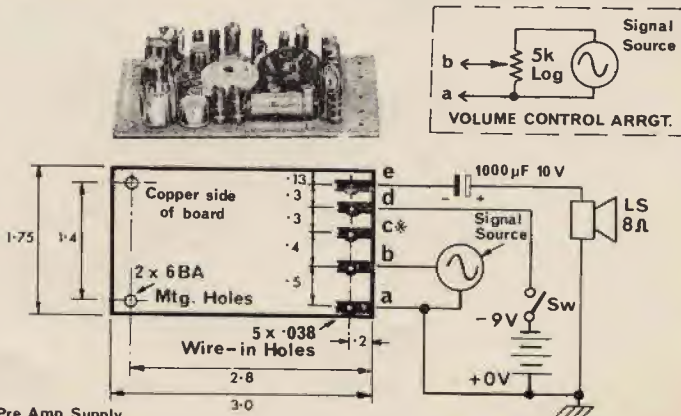 Signal
Source
5k
Log
b
a
VOLUME CONTROL ARRGT.
Copper side
of board
1·75
1·4
2 x 6BA
Mtg. Holes
·13
·3
·3
·4
·5
e
d
c*
b
a
1000µF 10V
- +
LS
8Ω
Signal
Source
Sw
-9V
+0V
5 x ·038
Wire-in Holes
·2
2·8
3·0
Pre Amp Supply